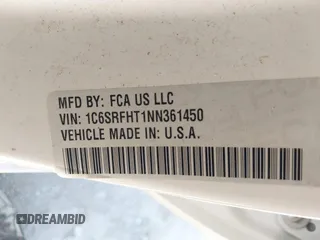 MFD BY: FCA US LLC
VIN: 1C6SRFHT1NN361450
VEHICLE MADE IN: U.S.A.
DREAMBID